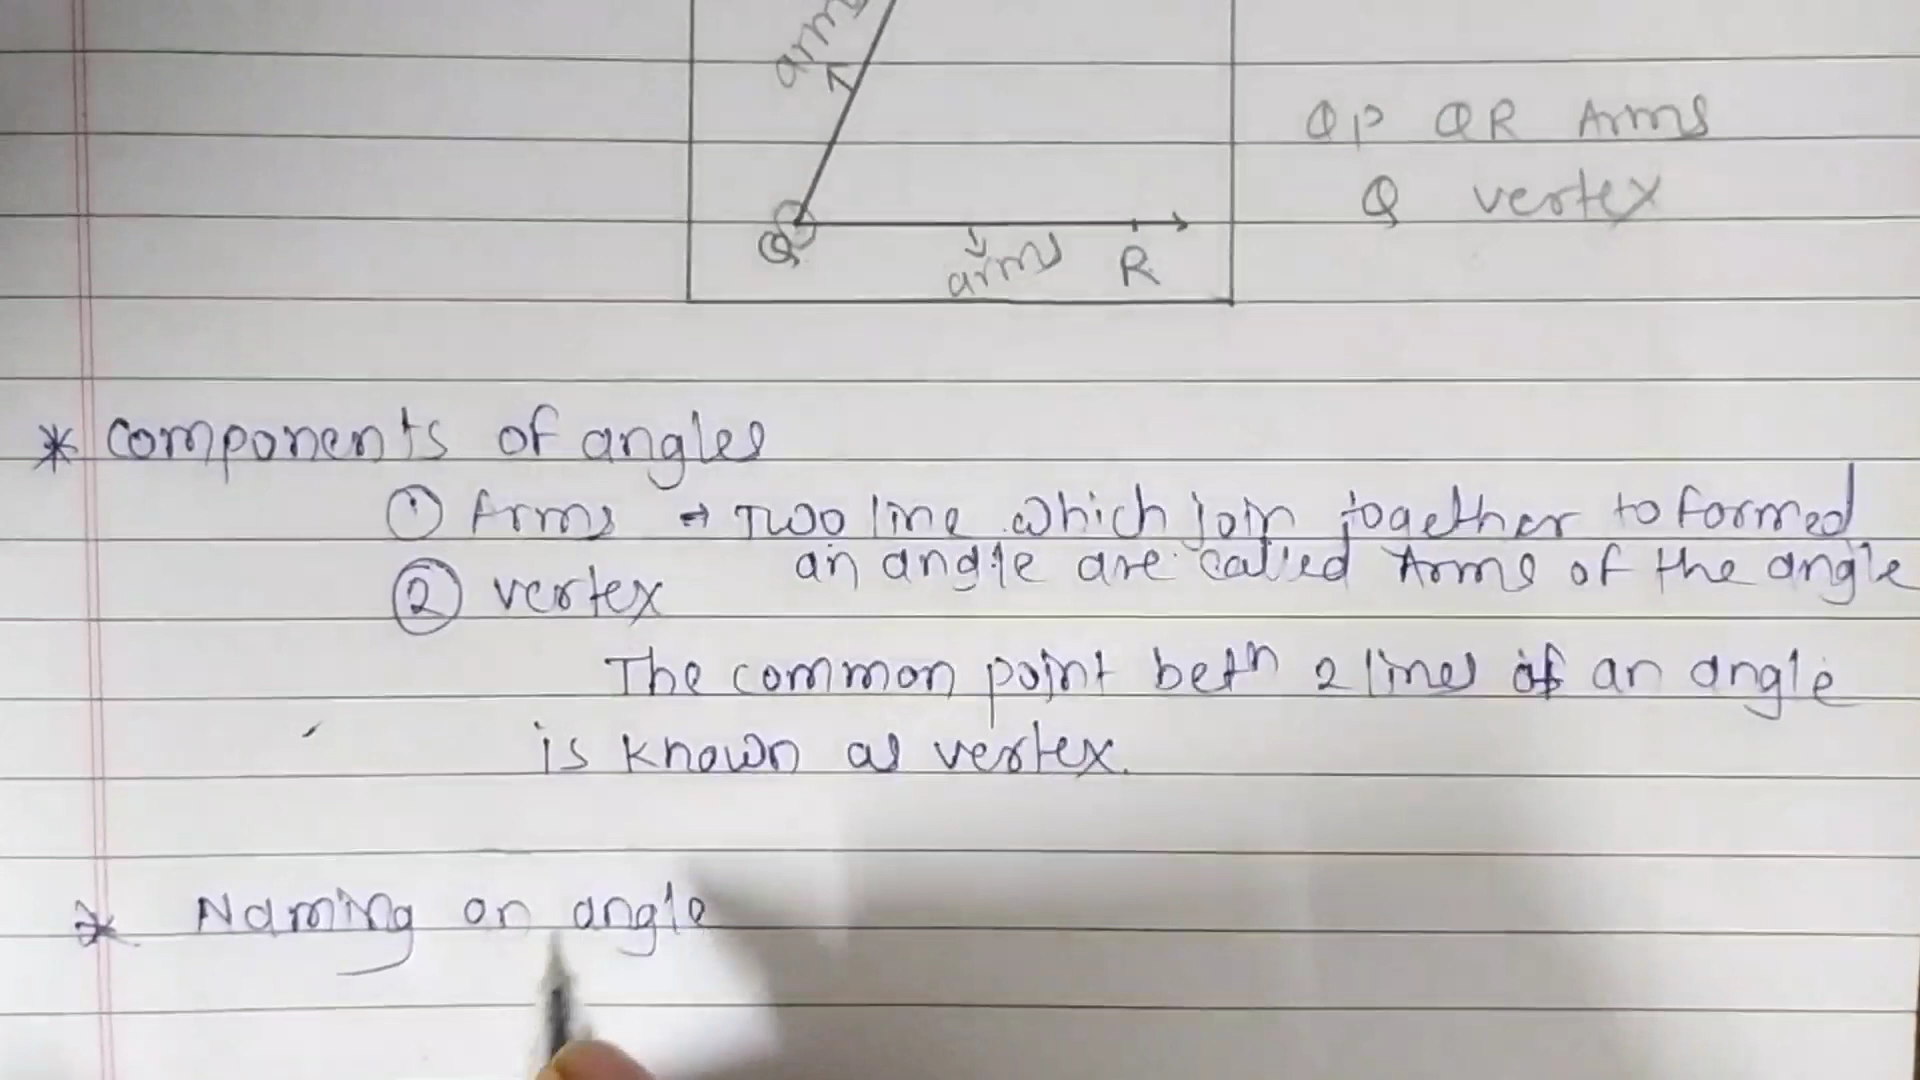 arm
QP QR Arms
Q vertex
Q
arms
R
* components of angles
① Arms → Two line which join together to formed
an angle are called Arms of the angle
② vertex
The common point betn 2 lines of an angle
is known as vertex.
* Naming an angle